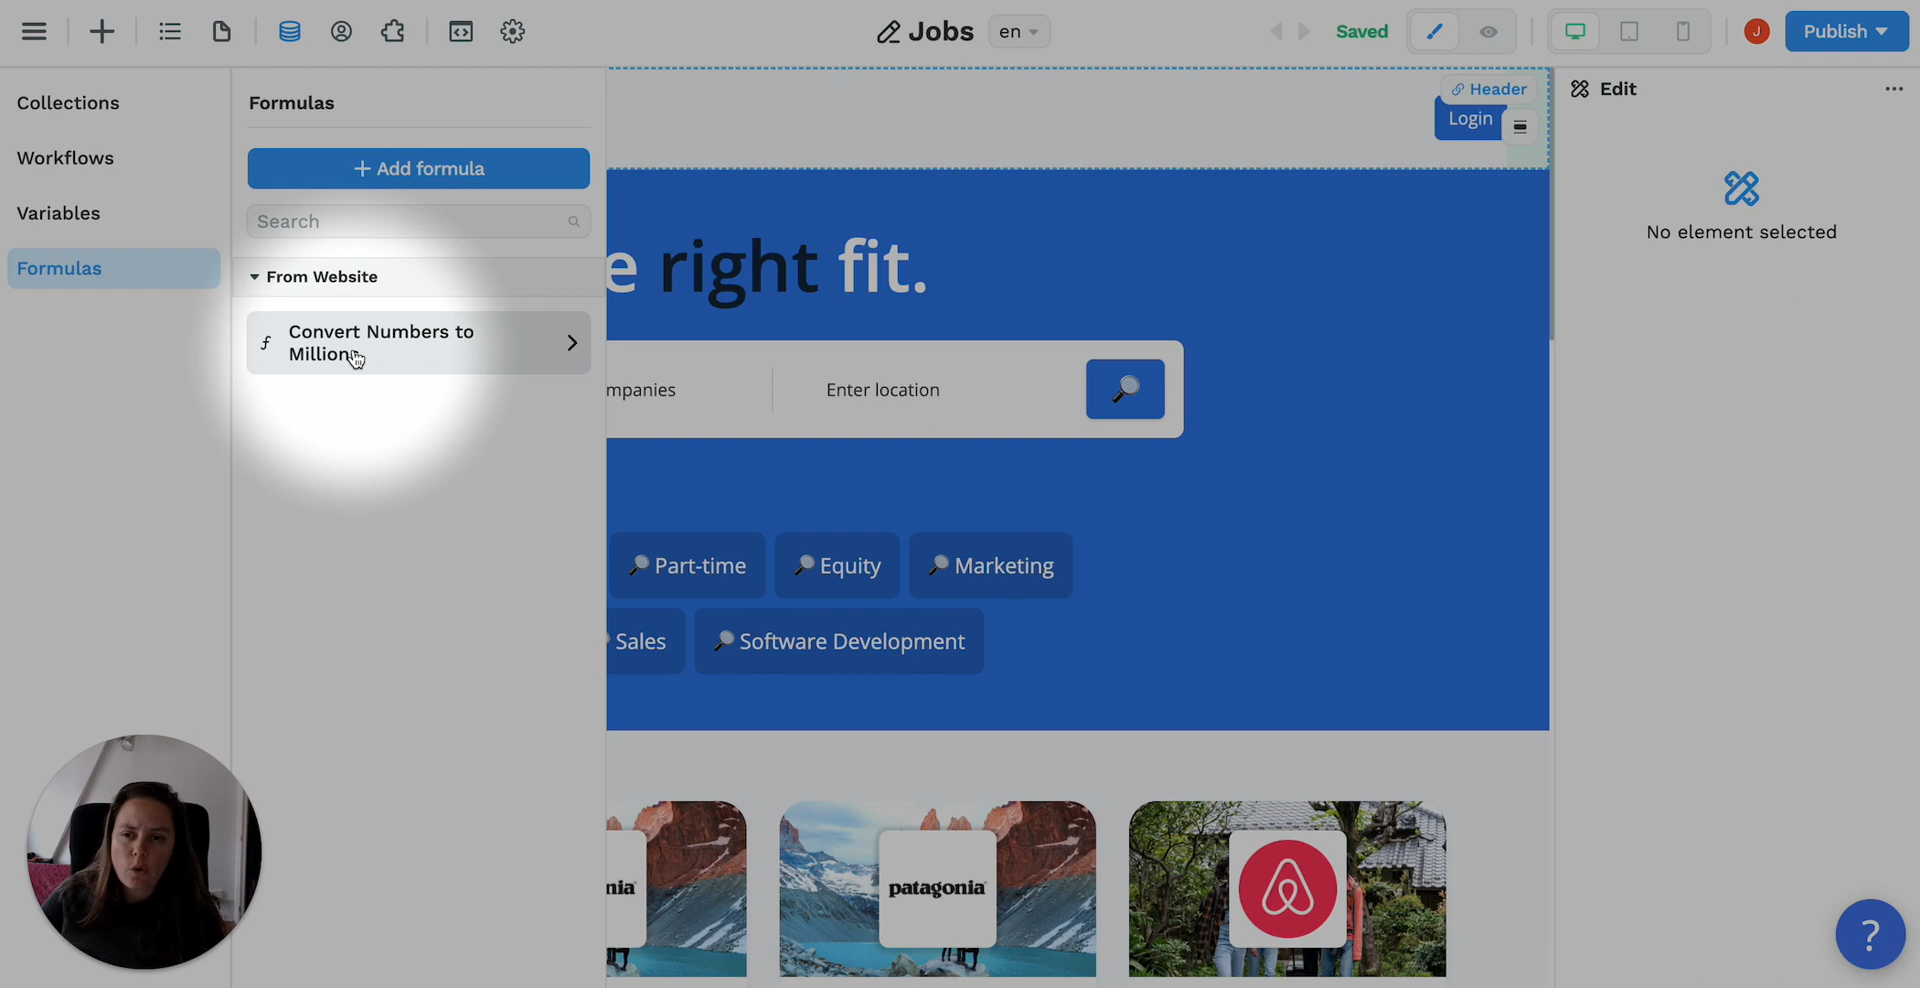 Jobs
en
Saved
J
Publish
Collections
Workflows
Variables
Formulas
Formulas
+ Add formula
Search
From Website
f
Convert Numbers to
Million
Header
Login
e right fit.
mpanies
Enter location
Part-time
Equity
Marketing
Sales
Software Development
nia
patagonia
Edit
No element selected
?